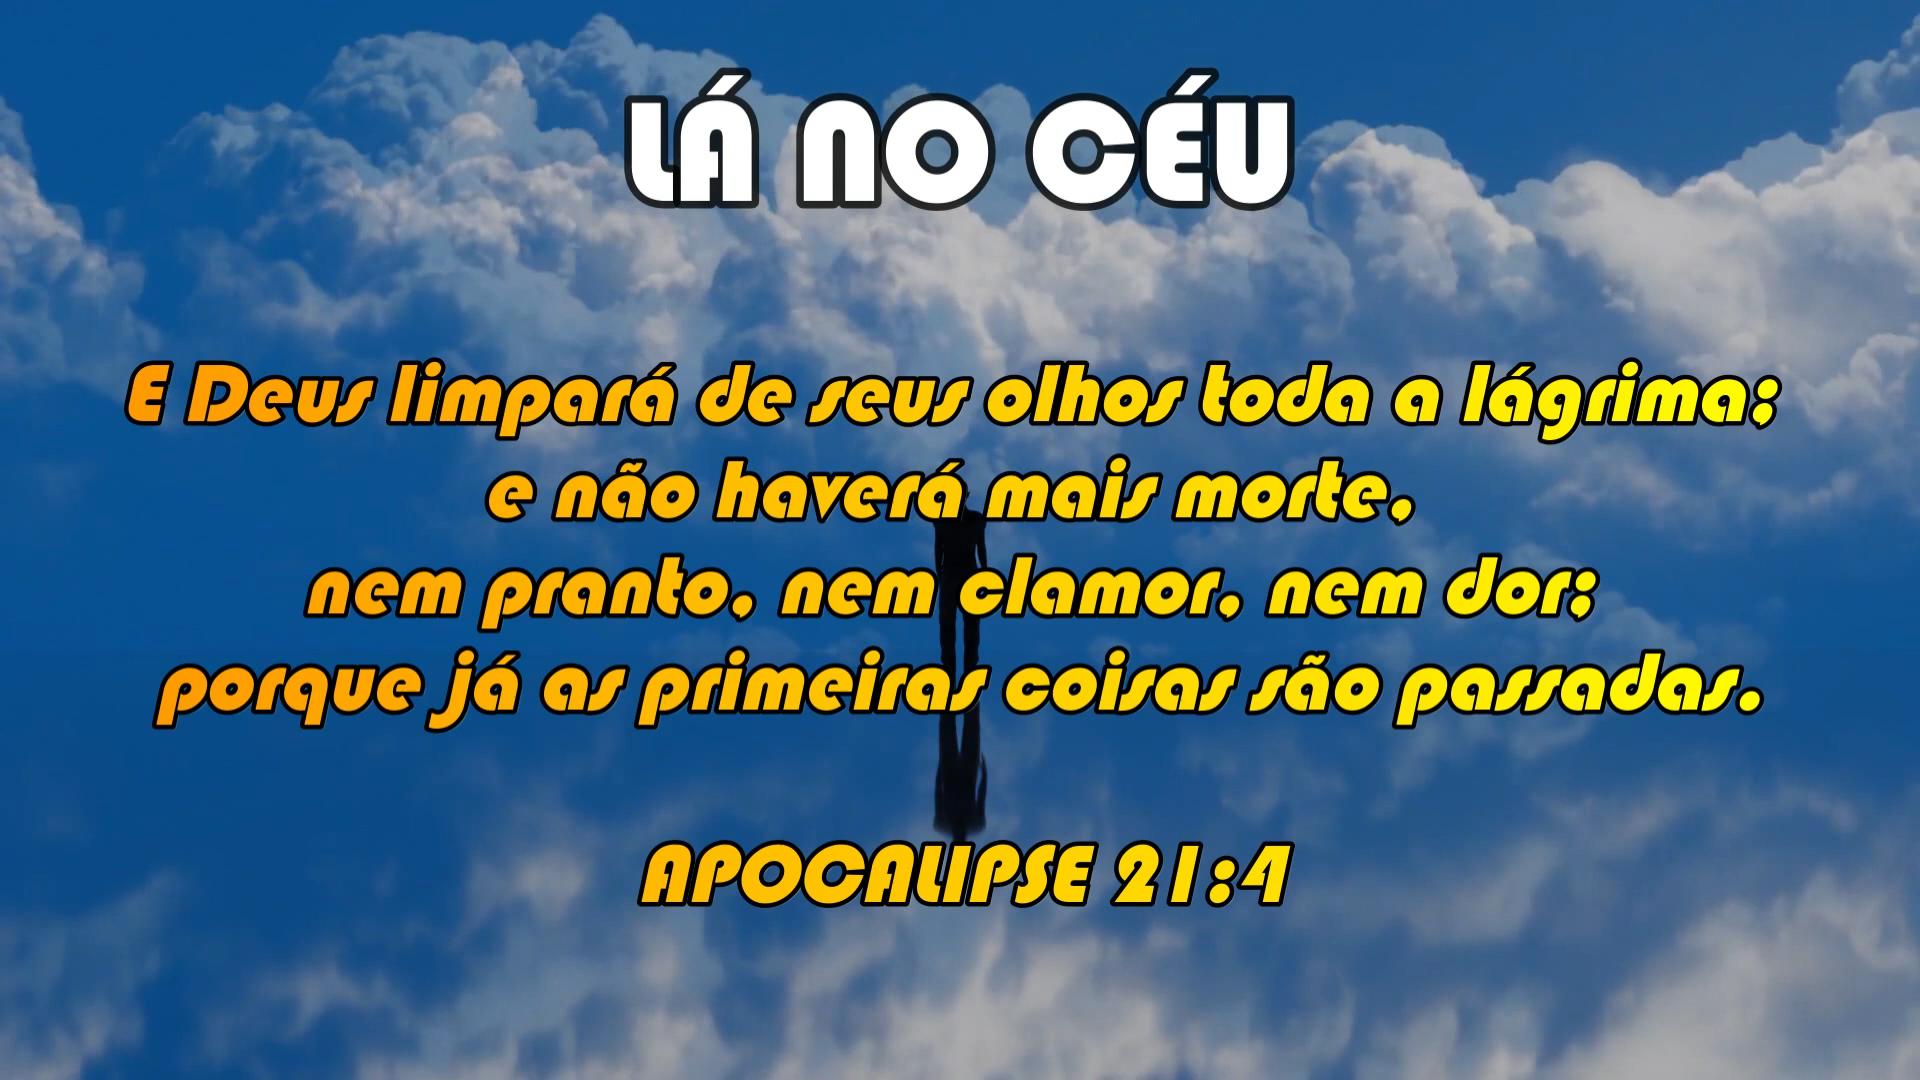 LÁ NO CÉU
E Deus limpará de seus olhos toda a lágrima;
e não haverá mais morte,
nem pranto, nem clamor, nem dor;
porque já as primeiras coisas são passadas.
APOCALIPSE 21:4